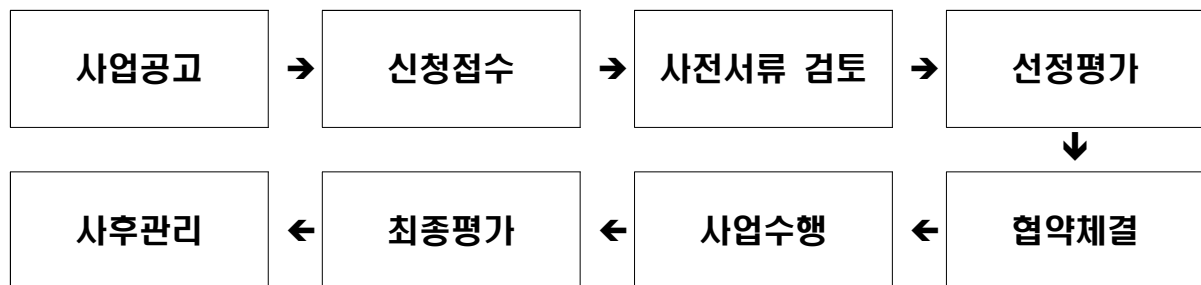 사업공고 → 신청접수 → 사전서류 검토 → 선정평가
↓
사후관리 ← 최종평가 ← 사업수행 ← 협약체결